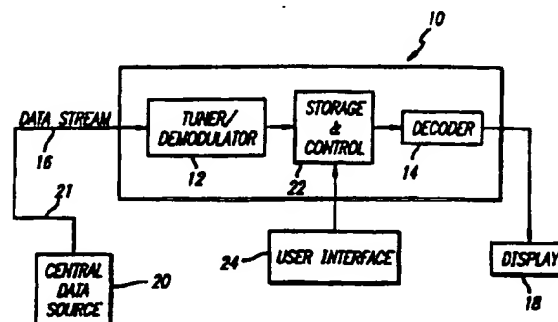 10
DATA STREAM
16
21
TUNER/
DEMODULATOR
12
STORAGE
&
CONTROL
22
DECODER
14
24
USER INTERFACE
CENTRAL
DATA
SOURCE
20
DISPLAY
18